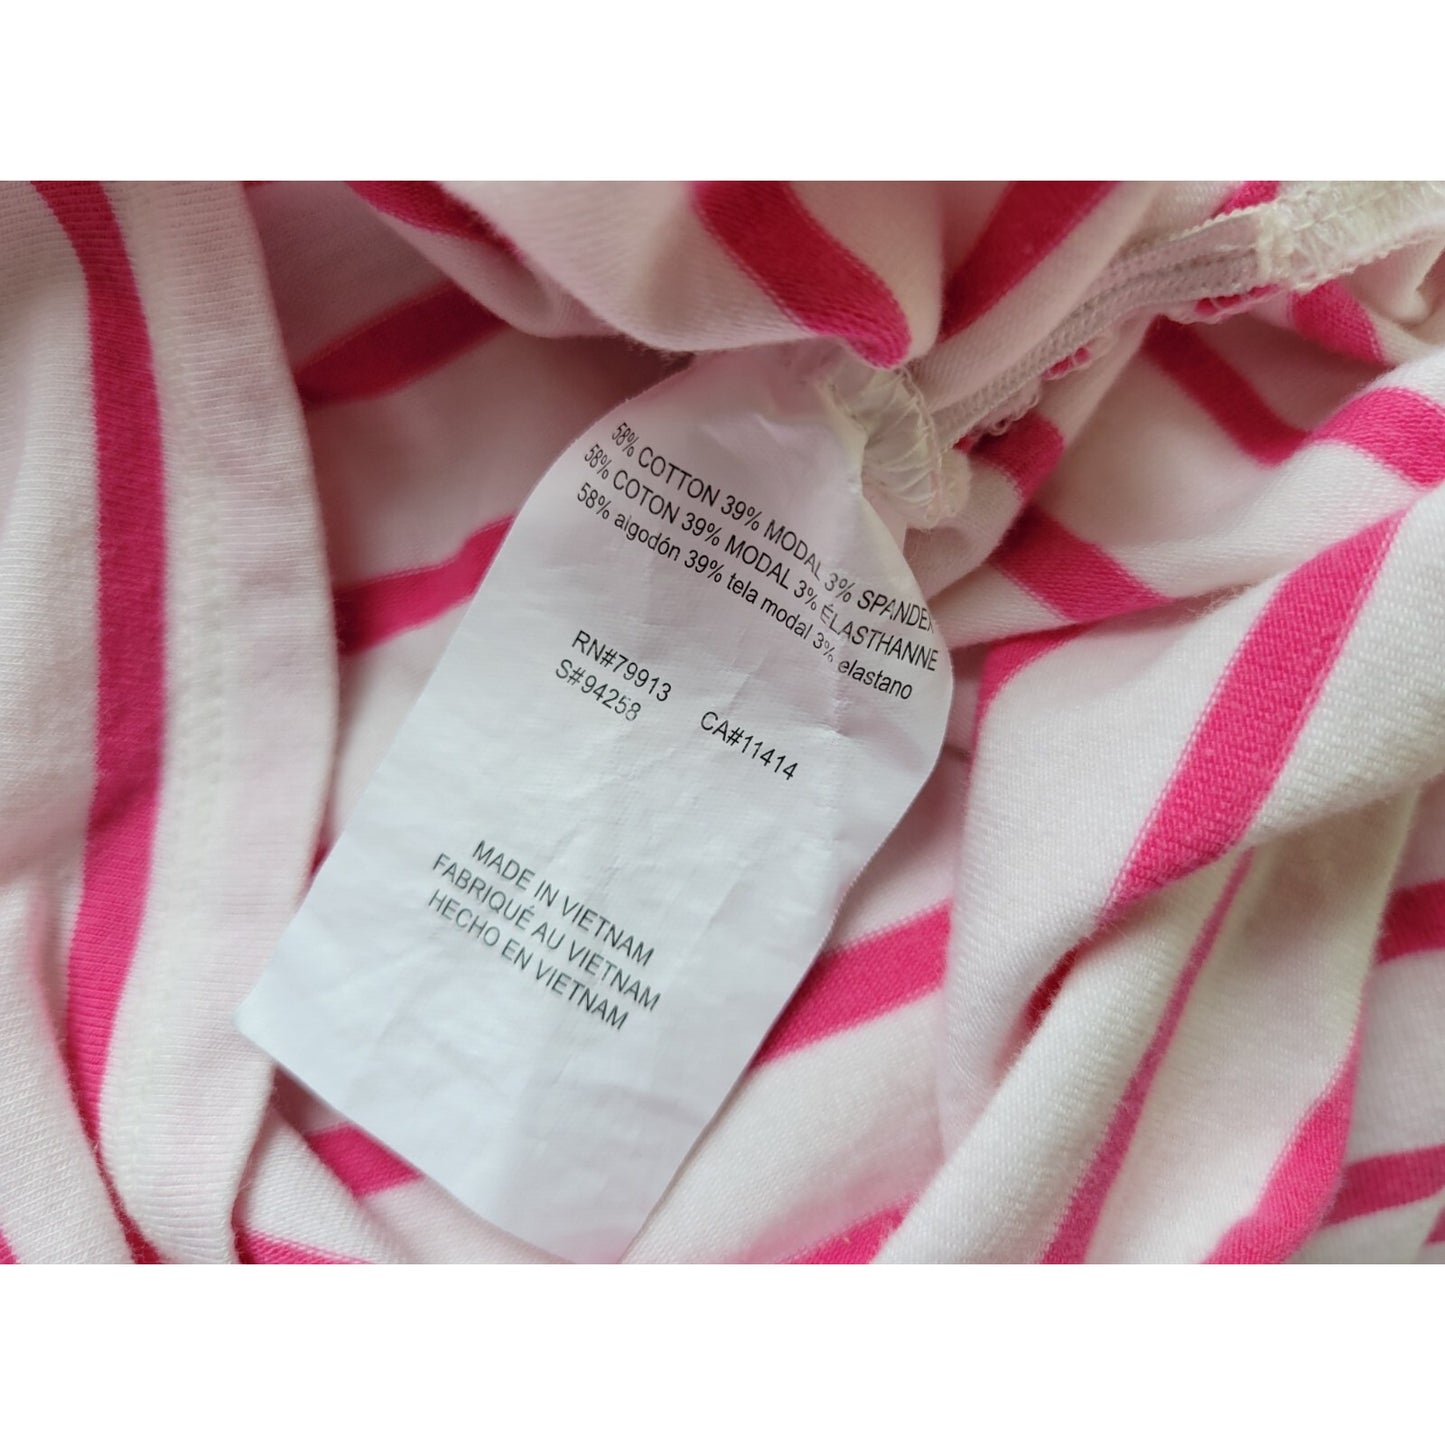 58% COTTON 39% MODAL 3% SPANDEX
58% COTON 39% MODAL 3% ÉLASTHANNE
58% aigodón 39% tela modal 3% elastano
RN#79913
S#94258 CA#11414
MADE IN VIETNAM
FABRIQUÉ AU VIETNAM
HECHO EN VIETNAM